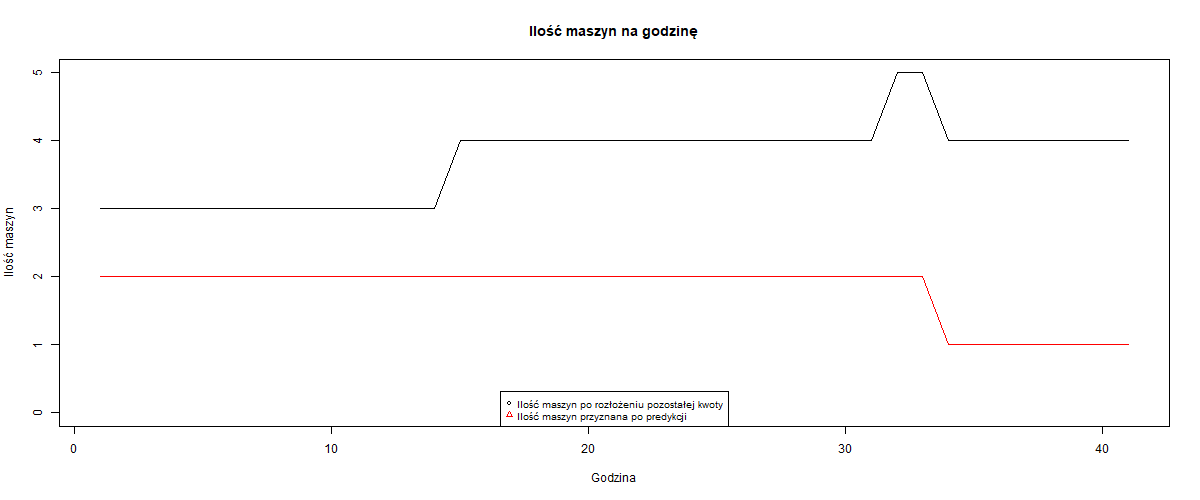 Ilość maszyn na godzinę
Ilość maszyn
5
4
3
2
1
0
Ilość maszyn po rozłożeniu pozostałej kwoty
Ilość maszyn przyznana po predykcji
0 10 20 30 40
Godzina